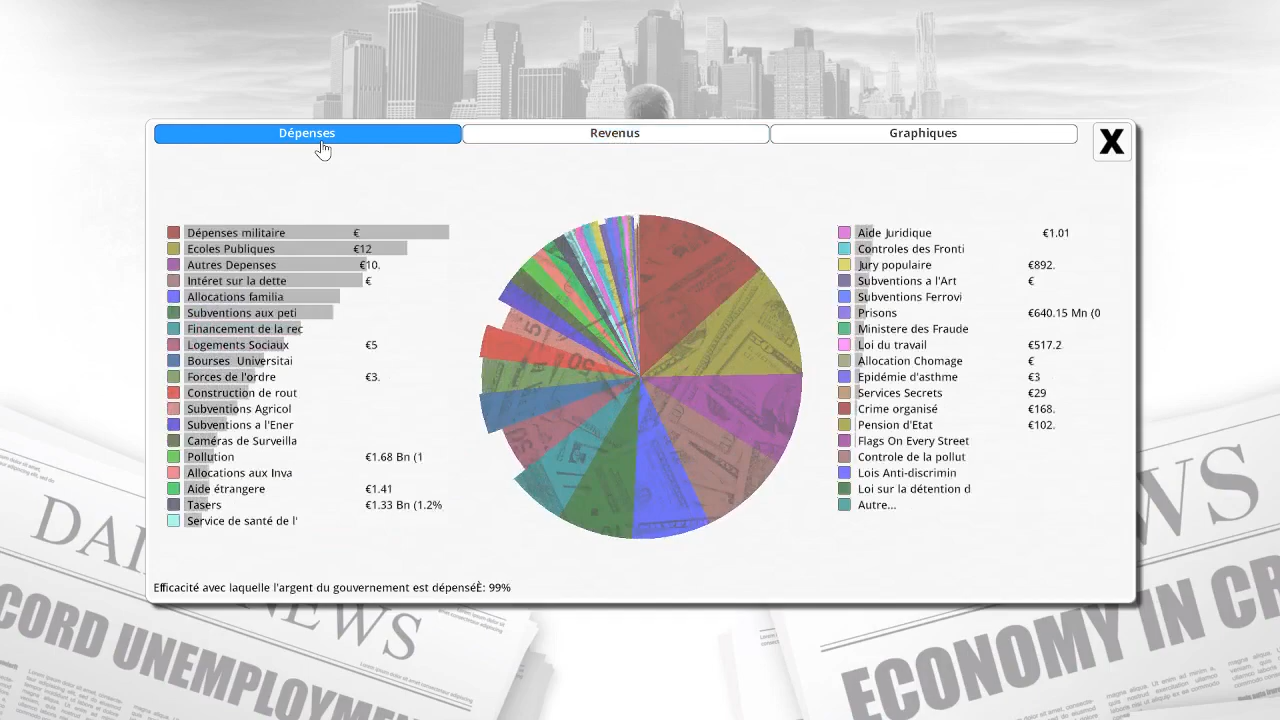 Dépenses
Revenus
Graphiques
X
Dépenses militaire €
Ecoles Publiques €12
Autres Depenses €10.
Intéret sur la dette €
Allocations familia
Subventions aux peti
Financement de la rec
Logements Sociaux €5
Bourses Universitai
Forces de l'ordre €3.
Construction de rout
Subventions Agricol
Subventions a l'Ener
Caméras de Surveilla
Pollution €1.68 Bn (1
Allocations aux Inva
Aide étrangere €1.41
Tasers €1.33 Bn (1.2%
Service de santé de l'
Aide Juridique €1.01
Controles des Fronti
Jury populaire €892.
Subventions a l'Art €
Subventions Ferrovi
Prisons €640.15 Mn (0
Ministere des Fraude
Loi du travail €517.2
Allocation Chomage €
Epidémie d'asthme €3
Services Secrets €29
Crime organisé €168.
Pension d'Etat €102.
Flags On Every Street
Controle de la pollut
Lois Anti-discrimin
Loi sur la détention d
Autre...
Efficacité avec laquelle l'argent du gouvernement est dépenséÈ: 99%
DAI
NEWS
CORD UNEMPLOYME
WS
ECONOMY IN CR